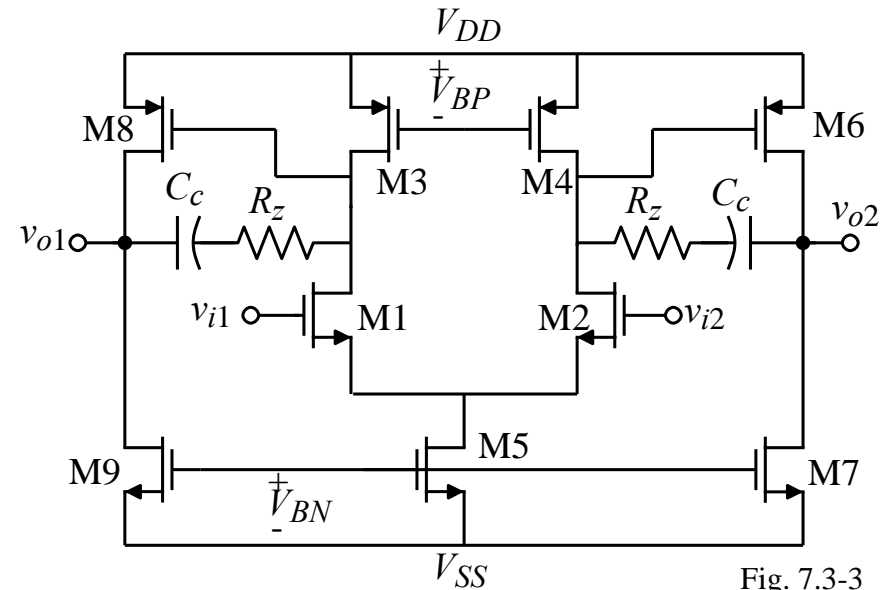 VDD
+
VBP
-
M8
M6
M3
M4
Cc
Rz
Rz
Cc
vo1
vo2
vi1
M1
M2
vi2
M5
M9
M7
+
VBN
-
VSS
Fig. 7.3-3